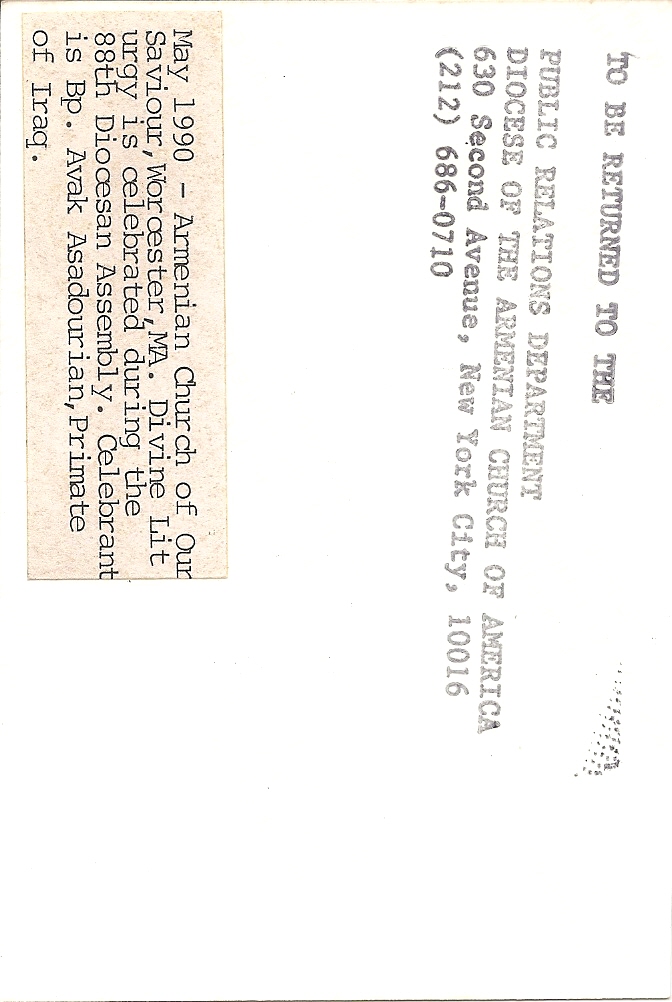 TO BE RETURNED TO THE
PUBLIC RELATIONS DEPARTMENT
DIOCESE OF THE ARMENIAN CHURCH OF AMERICA
630 Second Avenue, New York City, 10016
(212) 686-0710
May 1990 - Armenian Church of Our
Saviour,Worcester,MA. Divine Lit
urgy is celebrated during the
88th Diocesan Assembly. Celebrant
is Bp. Avak Asadourian,Primate
of Iraq.